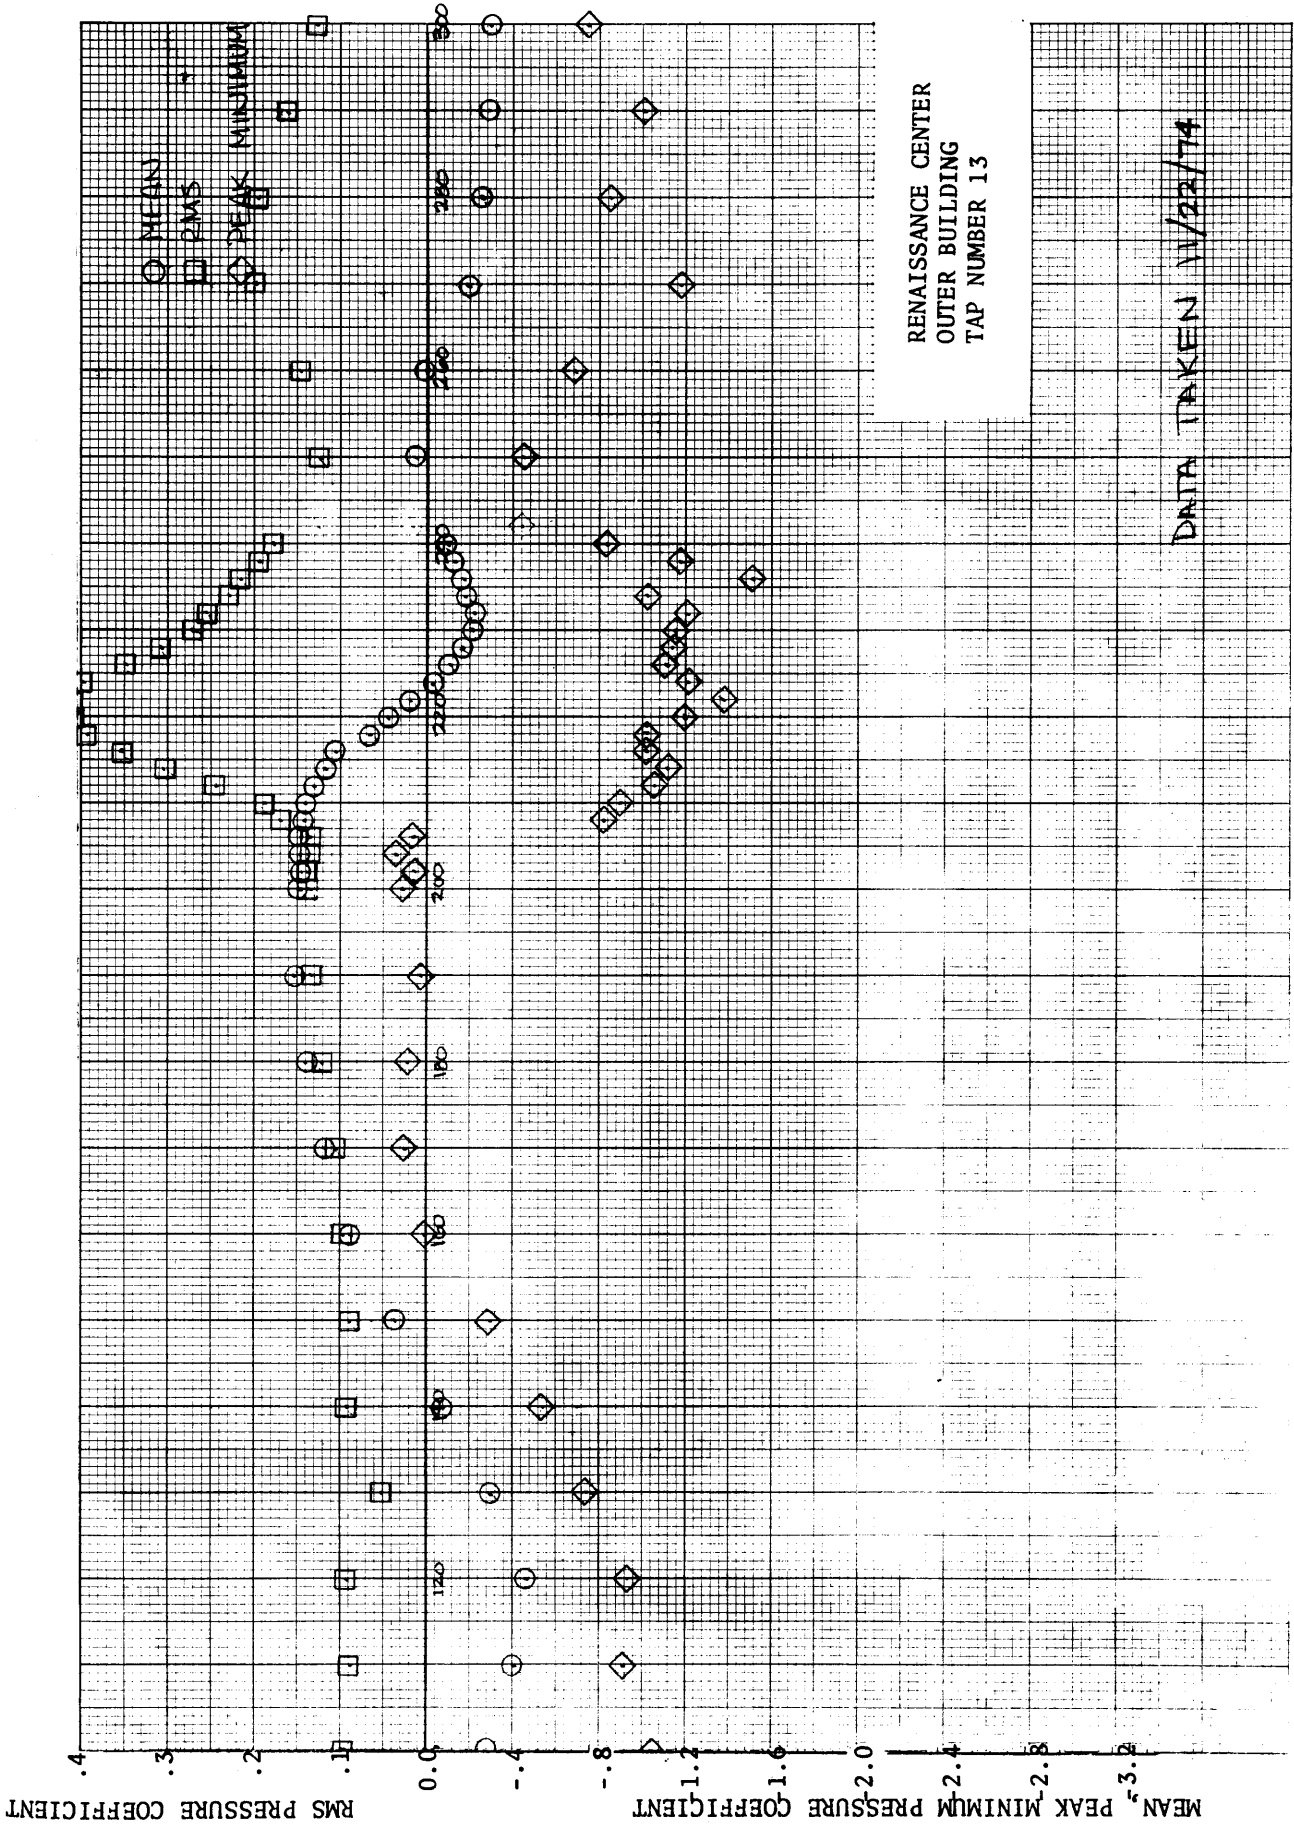 ○ MEAN
□ RMS
◇ PEAK MINIMUM
RENAISSANCE CENTER
OUTER BUILDING
TAP NUMBER 13
DATA TAKEN 11/22/74
RMS PRESSURE COEFFICIENT
MEAN, PEAK MINIMUM PRESSURE COEFFICIENT
.4
.3
.2
.1
0.
-.4
-.8
-1.2
-1.6
-2.0
-2.4
-2.8
-3.2
120
140
160
180
200
220
240
260
280
300